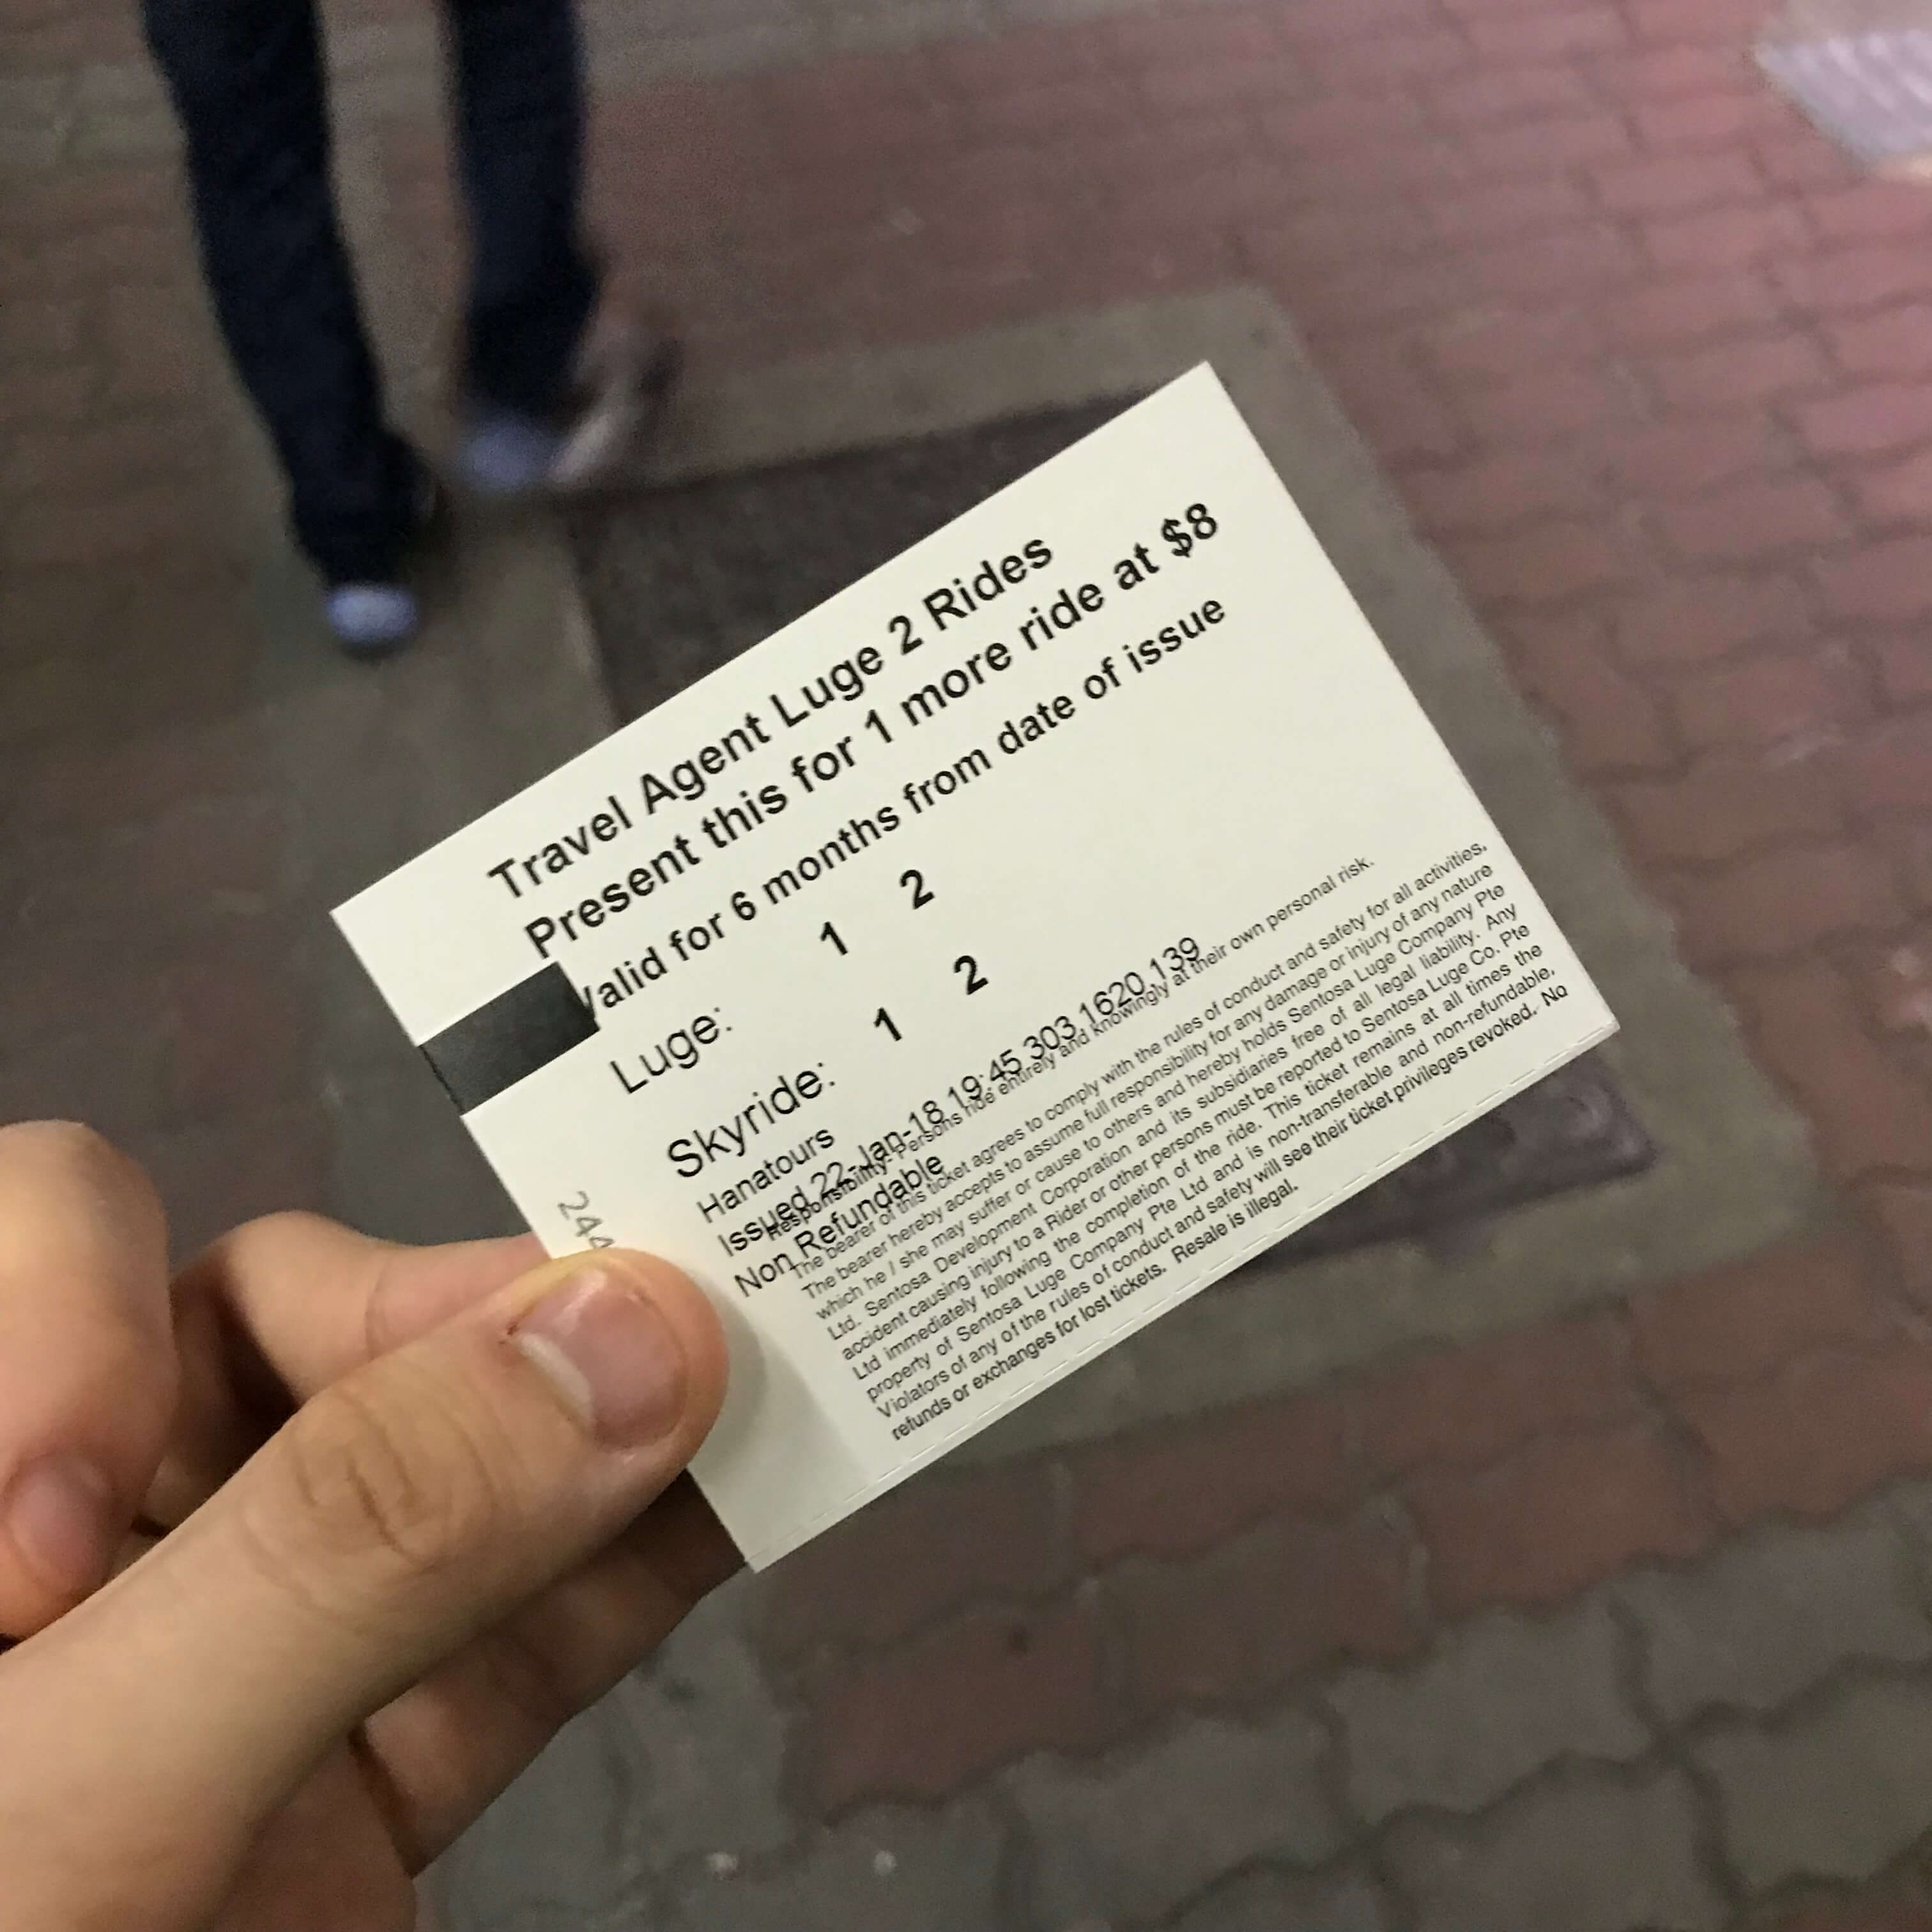 Travel Agent Luge 2 Rides
Present this for 1 more ride at $8
Valid for 6 months from date of issue
Luge: 1 2
Skyride: 1 2
Hanatours
Issued 22-Jan-18 19:45 303 1620 139
Responsibility: Persons ride entirely and knowingly at their own personal risk.
Non Refundable
The bearer of this ticket agrees to comply with the rules of conduct and safety for all activities.
The bearer hereby accepts to assume full responsibility for any damage or injury of any nature
which he / she may suffer or cause to others and hereby holds Sentosa Luge Company Pte
Ltd. Sentosa Development Corporation and its subsidiaries free of all legal liability. Any
accident causing injury to a Rider or other persons must be reported to Sentosa Luge Co. Pte
Ltd immediately following the completion of the ride. This ticket remains at all times the
property of Sentosa Luge Company Pte Ltd and is non-transferable and non-refundable.
Violators of any of the rules of conduct and safety will see their ticket privileges revoked. No
refunds or exchanges for lost tickets. Resale is illegal.
244